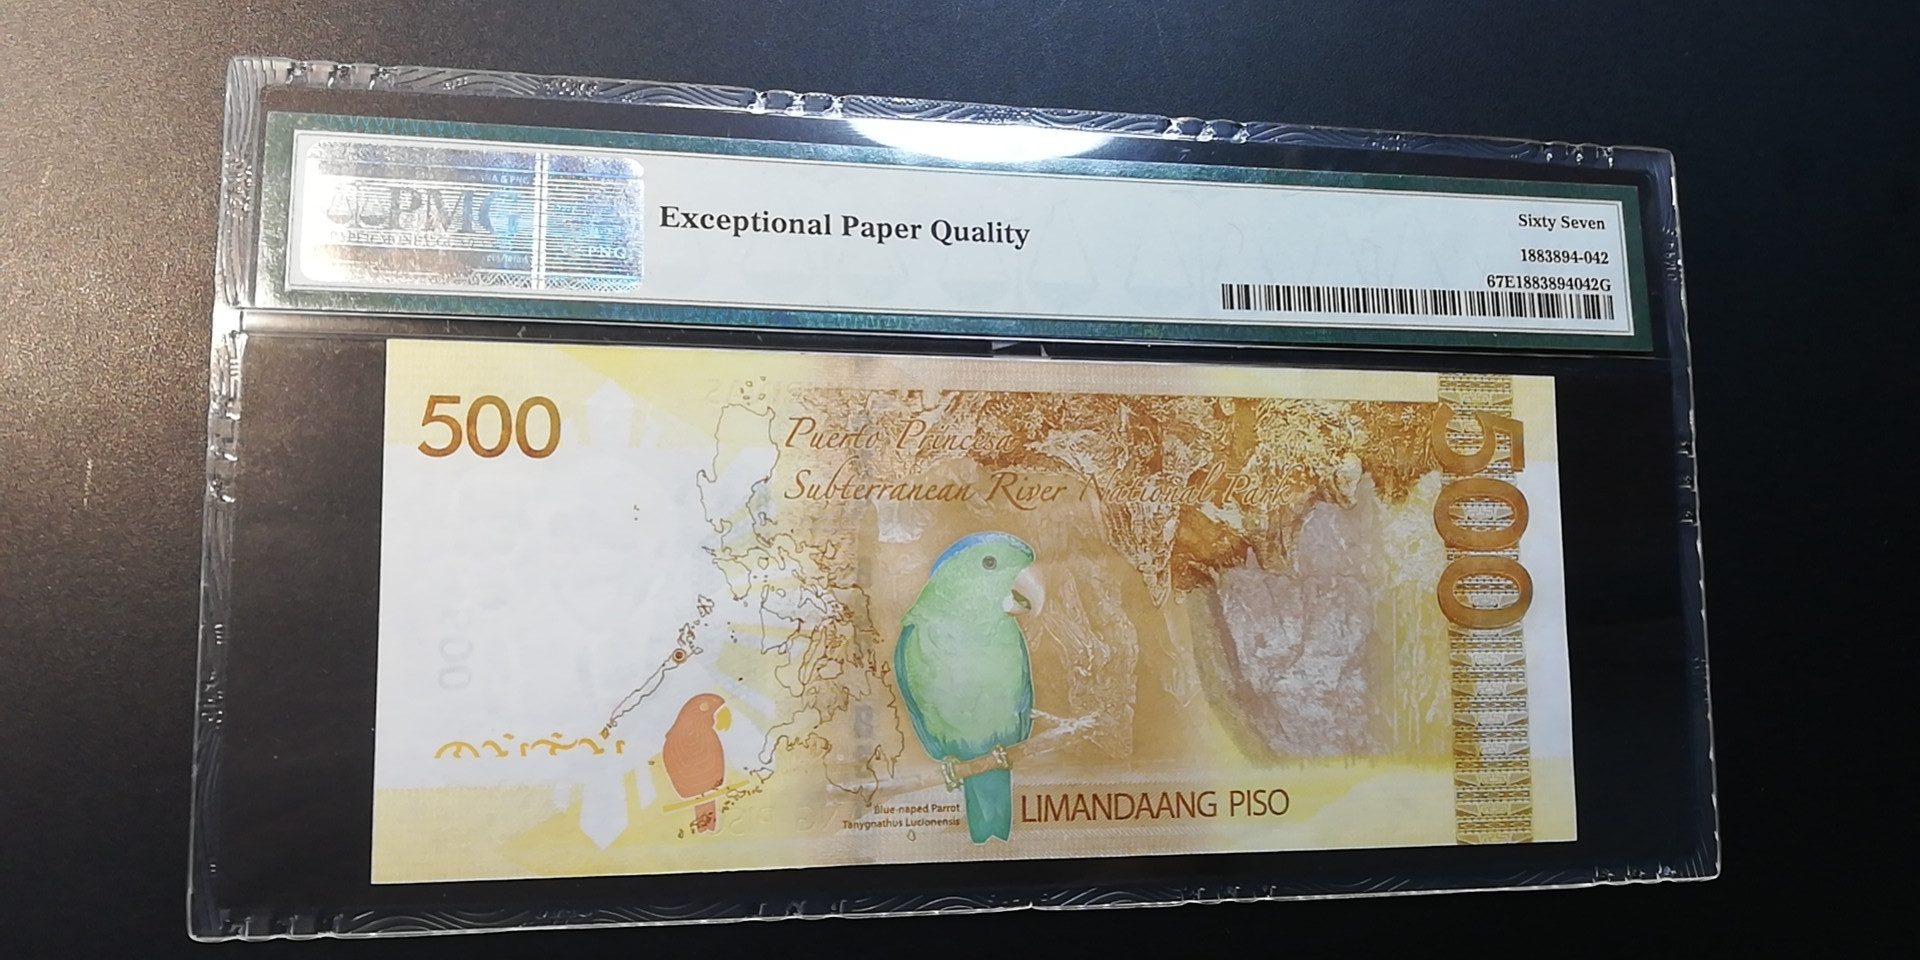 PMG
Exceptional Paper Quality
Sixty Seven
1883894-042
67E1883894042G
500
Puerto Princesa
Subterranean River National Park
500
Blue-naped Parrot
Tanygnathus Lucionensis
LIMANDAANG PISO